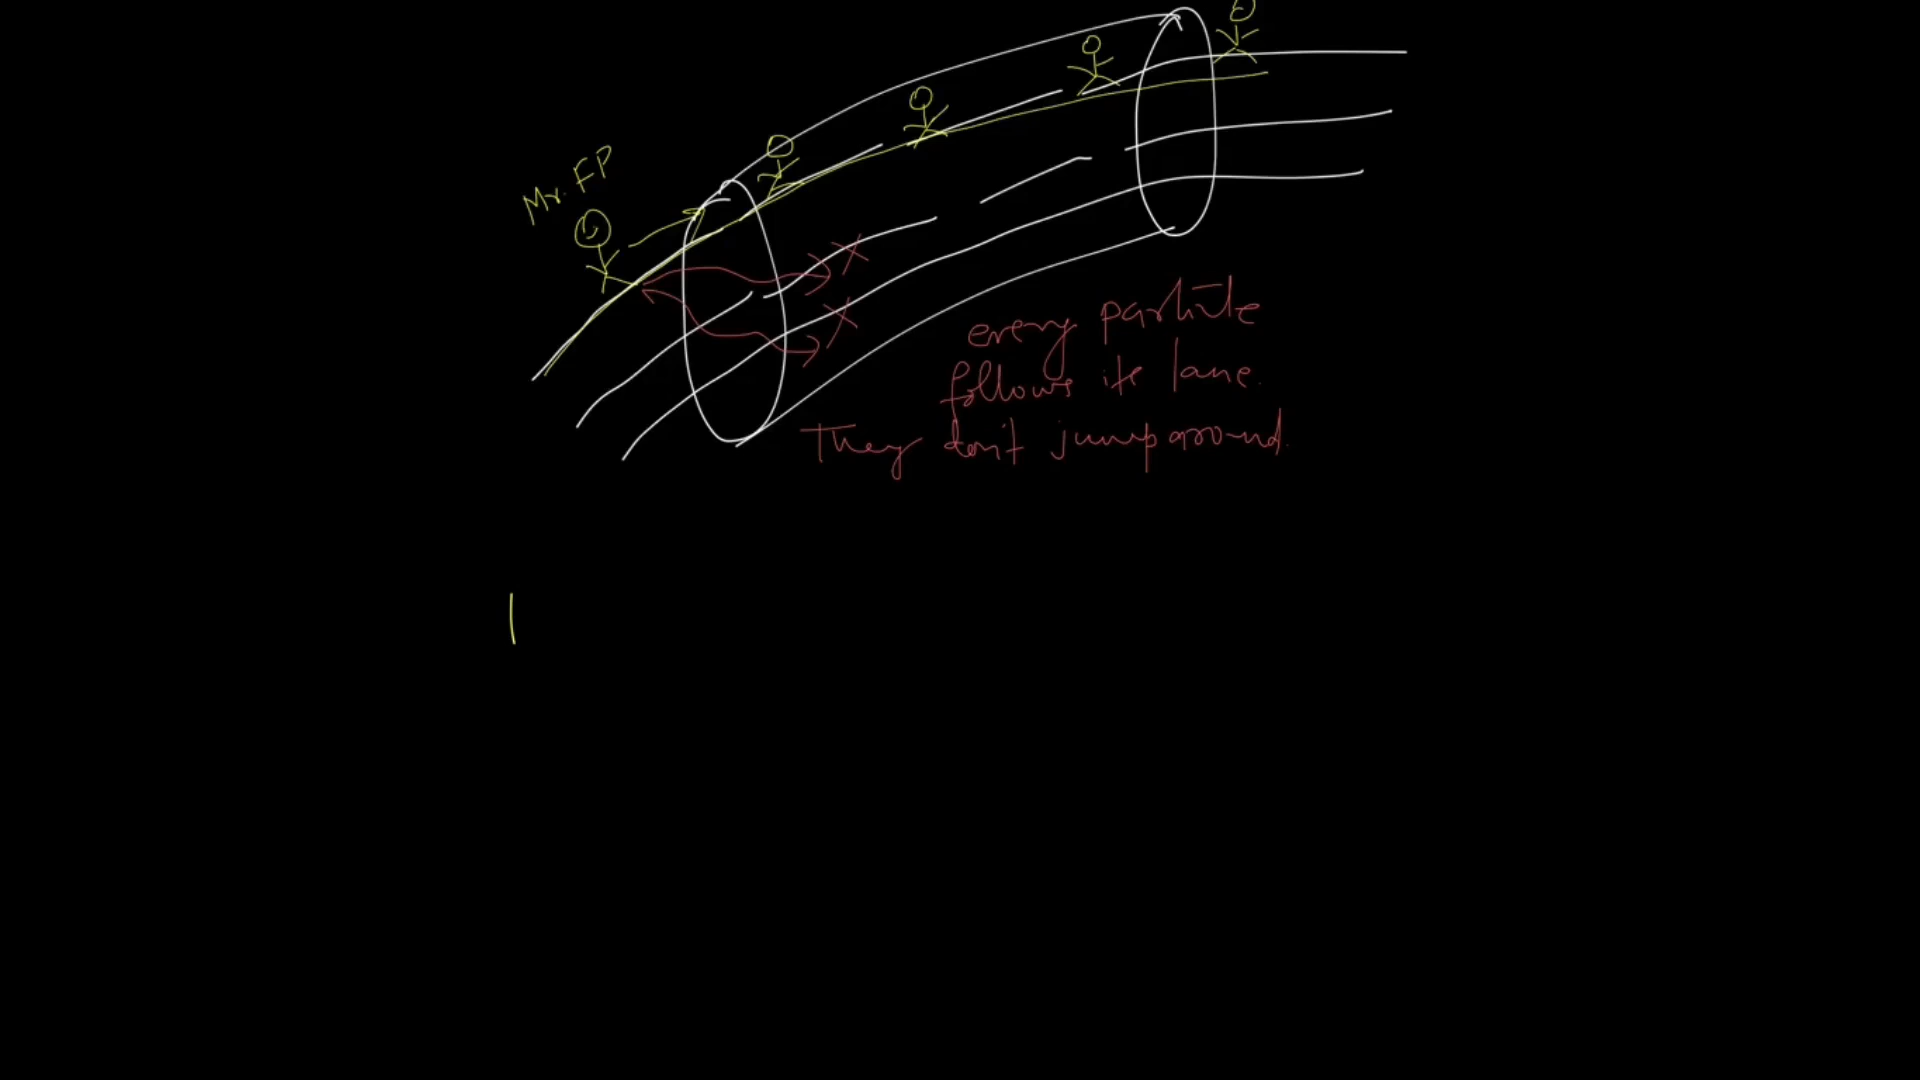 Mr. FP
every particle
follows its lane.
They don't jump around.